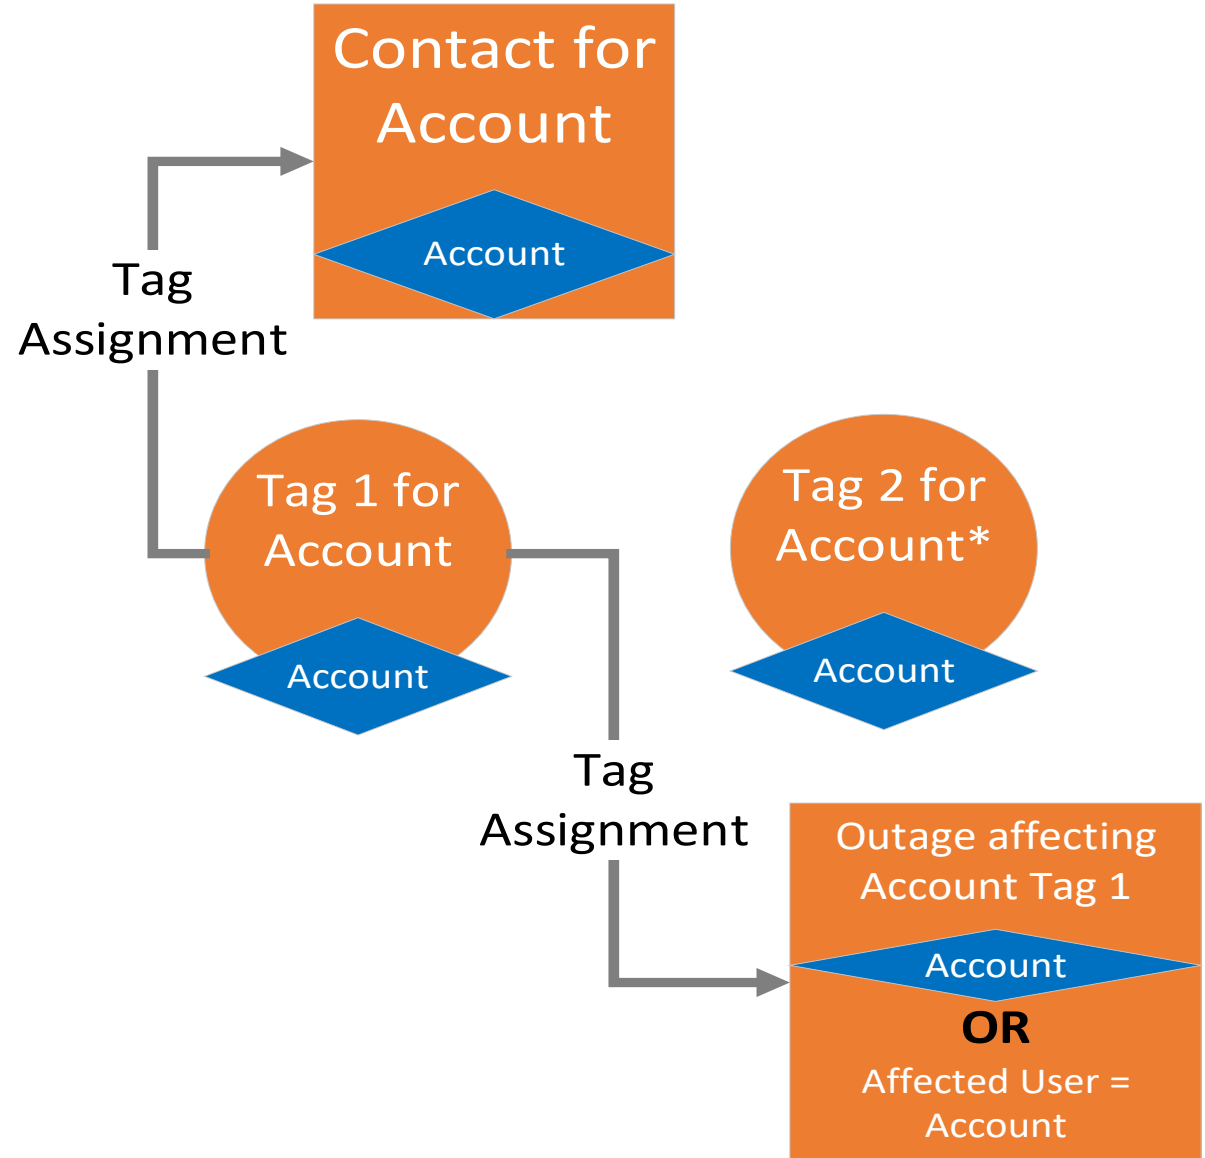 Contact for
Account
Account
Tag
Assignment
Tag 1 for
Account
Account
Tag 2 for
Account*
Account
Tag
Assignment
Outage affecting
Account Tag 1
Account
OR
Affected User =
Account